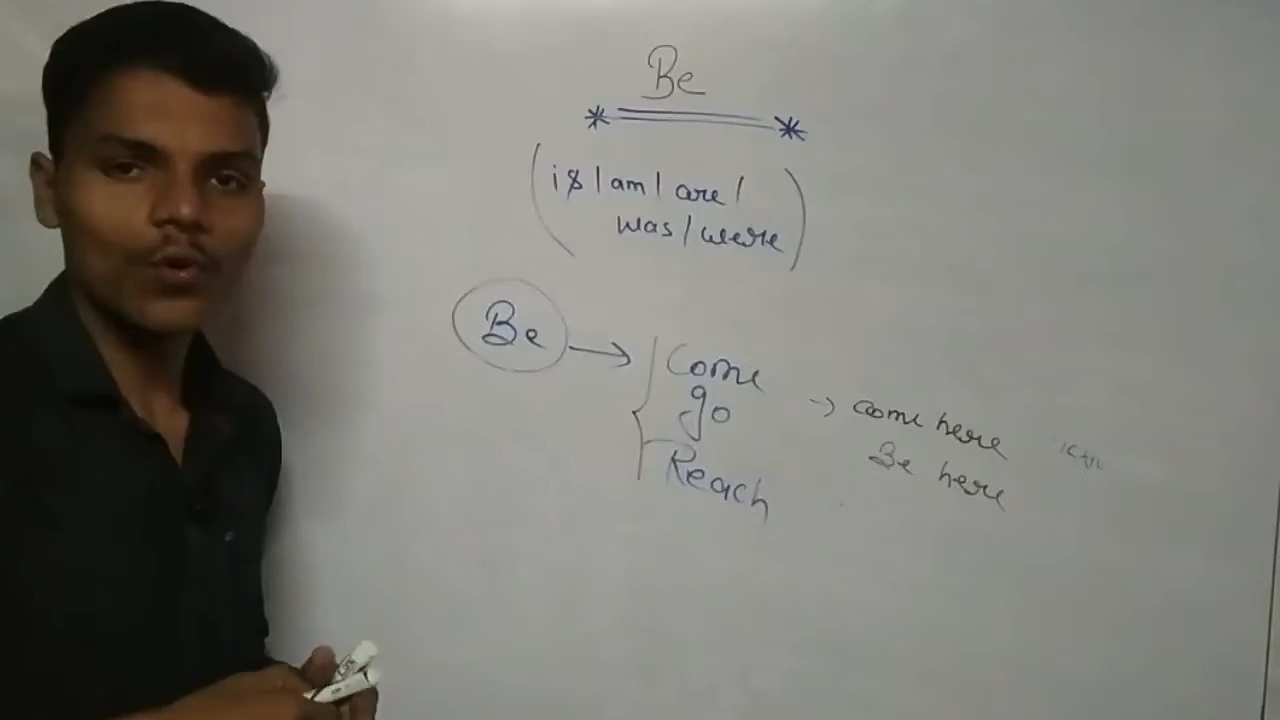 Be
(is/am/are/
was/were)
Be → { Come
go
Reach
→ come here
Be here